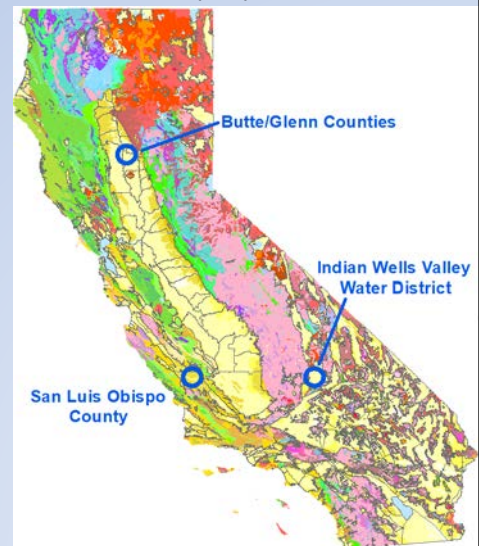 Butte/Glenn Counties
Indian Wells Valley
Water District
San Luis Obispo
County